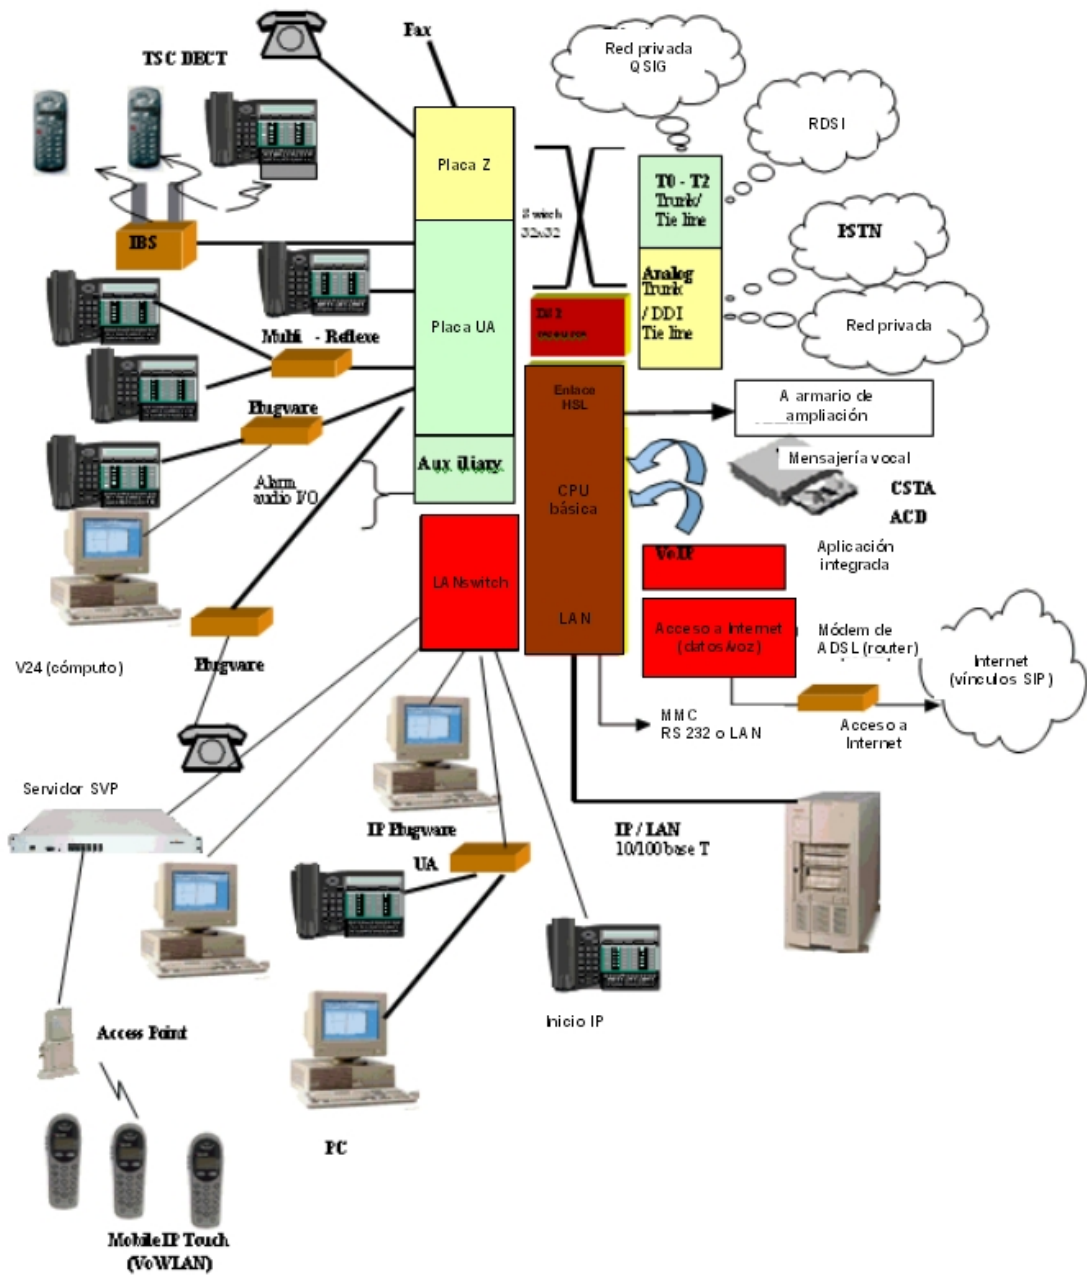 Fax
Red privada
QSIG
TSC DECT
RDSI
Placa Z
T0 - T2
Trunk/
Tie line
Switch
32x32
PSTN
IBS
Analog
Trunk
/ DDI
Tie line
Placa UA
Red privada
Multi - Reflexe
Enlace
HSL
A armario de
ampliación
Plugware
Auxiliary
Mensajería vocal
Alarm
audio I/O
CPU
básica
CSTA
ACD
VoIP
Aplicación
integrada
LANswitch
LAN
Acceso a Internet
(datos/voz)
Módem de
ADSL (router)
Internet
(vínculos SIP)
V24 (cómputo)
Plugware
MMC
RS 232 o LAN
Acceso a
Internet
Servidor SVP
IP Plugware
UA
IP / LAN
10/100 base T
Inicio IP
Access Point
PC
Mobile IP Touch
(VoWLAN)